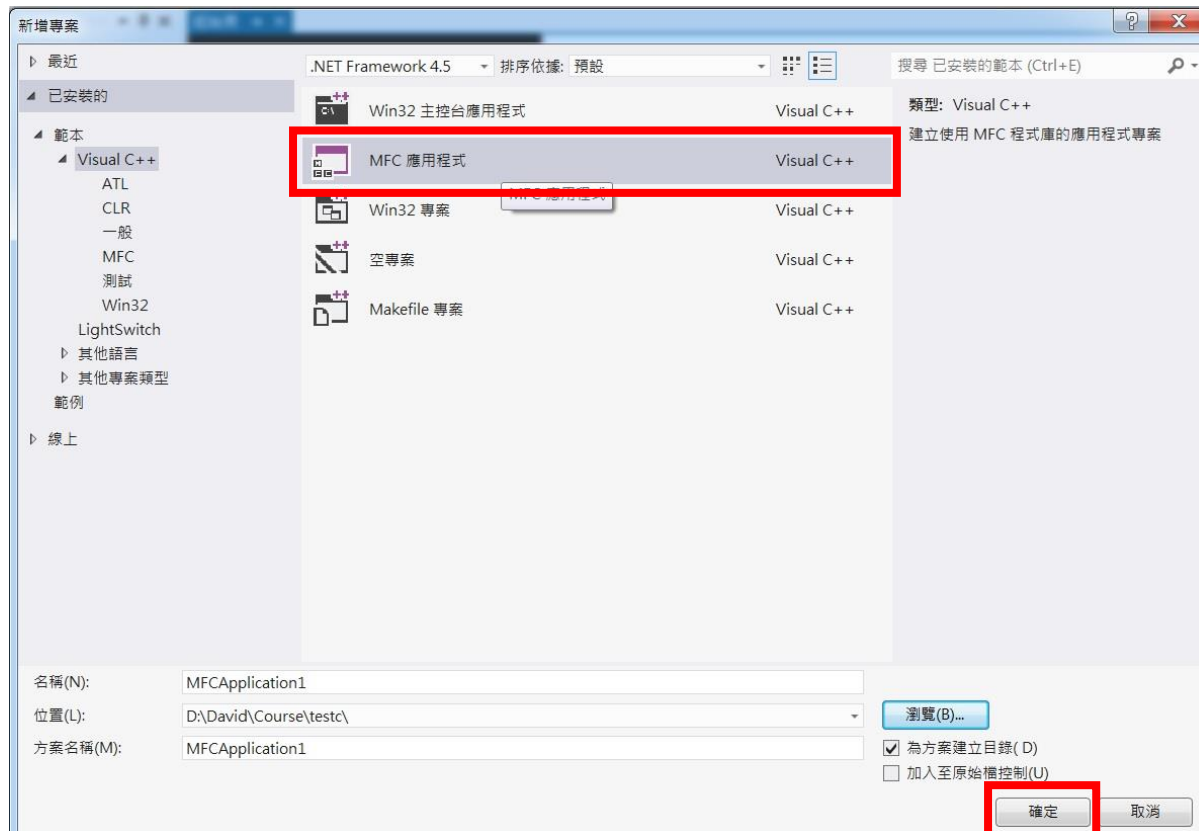 新增專案
最近
.NET Framework 4.5 排序依據: 預設
搜尋 已安裝的範本 (Ctrl+E)
已安裝的
範本
Visual C++
ATL
CLR
一般
MFC
測試
Win32
LightSwitch
其他語言
其他專案類型
範例
線上
Win32 主控台應用程式 Visual C++
MFC 應用程式 Visual C++
MFC 應用程式
Win32 專案 Visual C++
空專案 Visual C++
Makefile 專案 Visual C++
類型: Visual C++
建立使用 MFC 程式庫的應用程式專案
名稱(N): MFCApplication1
位置(L): D:\David\Course\testc\ 瀏覽(B)...
方案名稱(M): MFCApplication1
為方案建立目錄( D)
加入至原始檔控制(U)
確定 取消